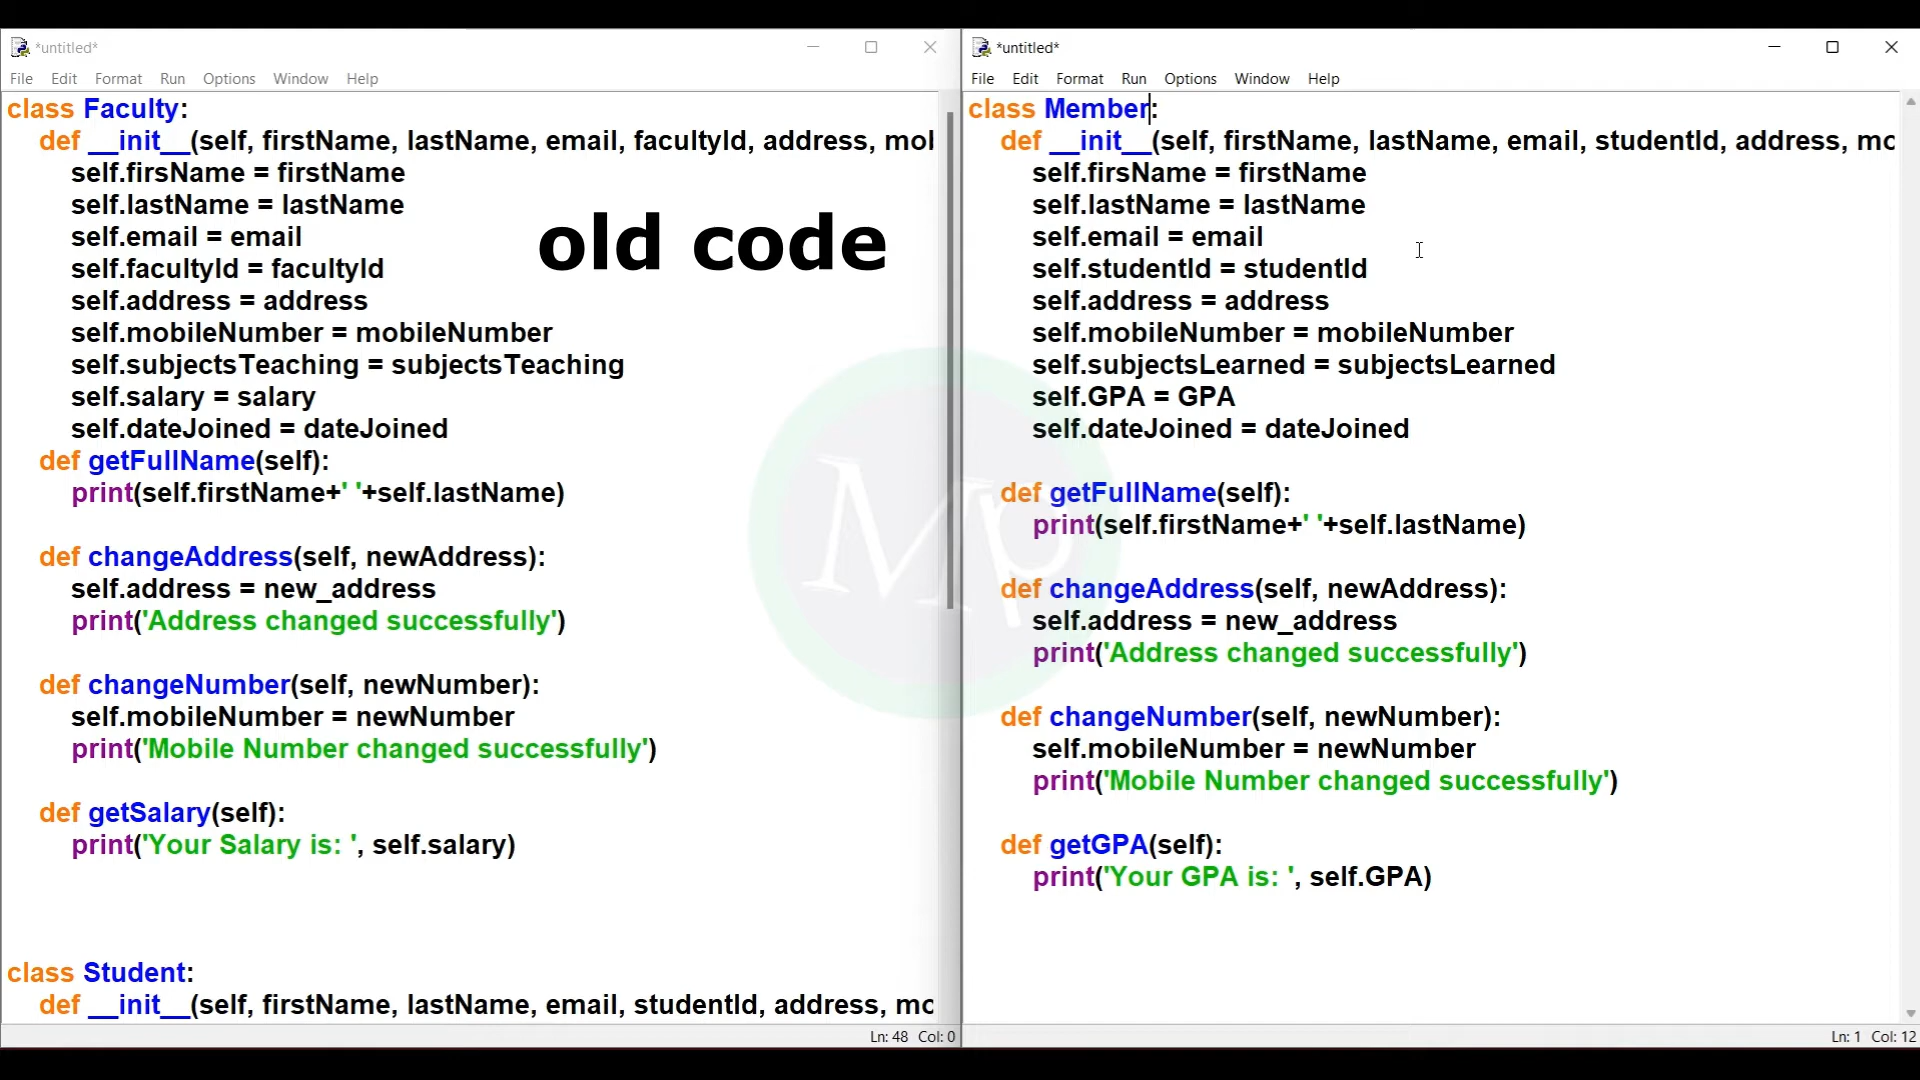 *untitled*
File Edit Format Run Options Window Help
class Faculty:
def __init__(self, firstName, lastName, email, facultyId, address, mol
self.firsName = firstName
self.lastName = lastName
self.email = email
self.facultyId = facultyId
self.address = address
self.mobileNumber = mobileNumber
self.subjectsTeaching = subjectsTeaching
self.salary = salary
self.dateJoined = dateJoined
def getFullName(self):
print(self.firstName+' '+self.lastName)
def changeAddress(self, newAddress):
self.address = new_address
print('Address changed successfully')
def changeNumber(self, newNumber):
self.mobileNumber = newNumber
print('Mobile Number changed successfully')
def getSalary(self):
print('Your Salary is: ', self.salary)
class Student:
def __init__(self, firstName, lastName, email, studentId, address, mo
Ln: 48 Col: 0
old code
*untitled*
File Edit Format Run Options Window Help
class Member:
def __init__(self, firstName, lastName, email, studentId, address, mo
self.firsName = firstName
self.lastName = lastName
self.email = email
self.studentId = studentId
self.address = address
self.mobileNumber = mobileNumber
self.subjectsLearned = subjectsLearned
self.GPA = GPA
self.dateJoined = dateJoined
def getFullName(self):
print(self.firstName+' '+self.lastName)
def changeAddress(self, newAddress):
self.address = new_address
print('Address changed successfully')
def changeNumber(self, newNumber):
self.mobileNumber = newNumber
print('Mobile Number changed successfully')
def getGPA(self):
print('Your GPA is: ', self.GPA)
Ln: 1 Col: 12
Mp